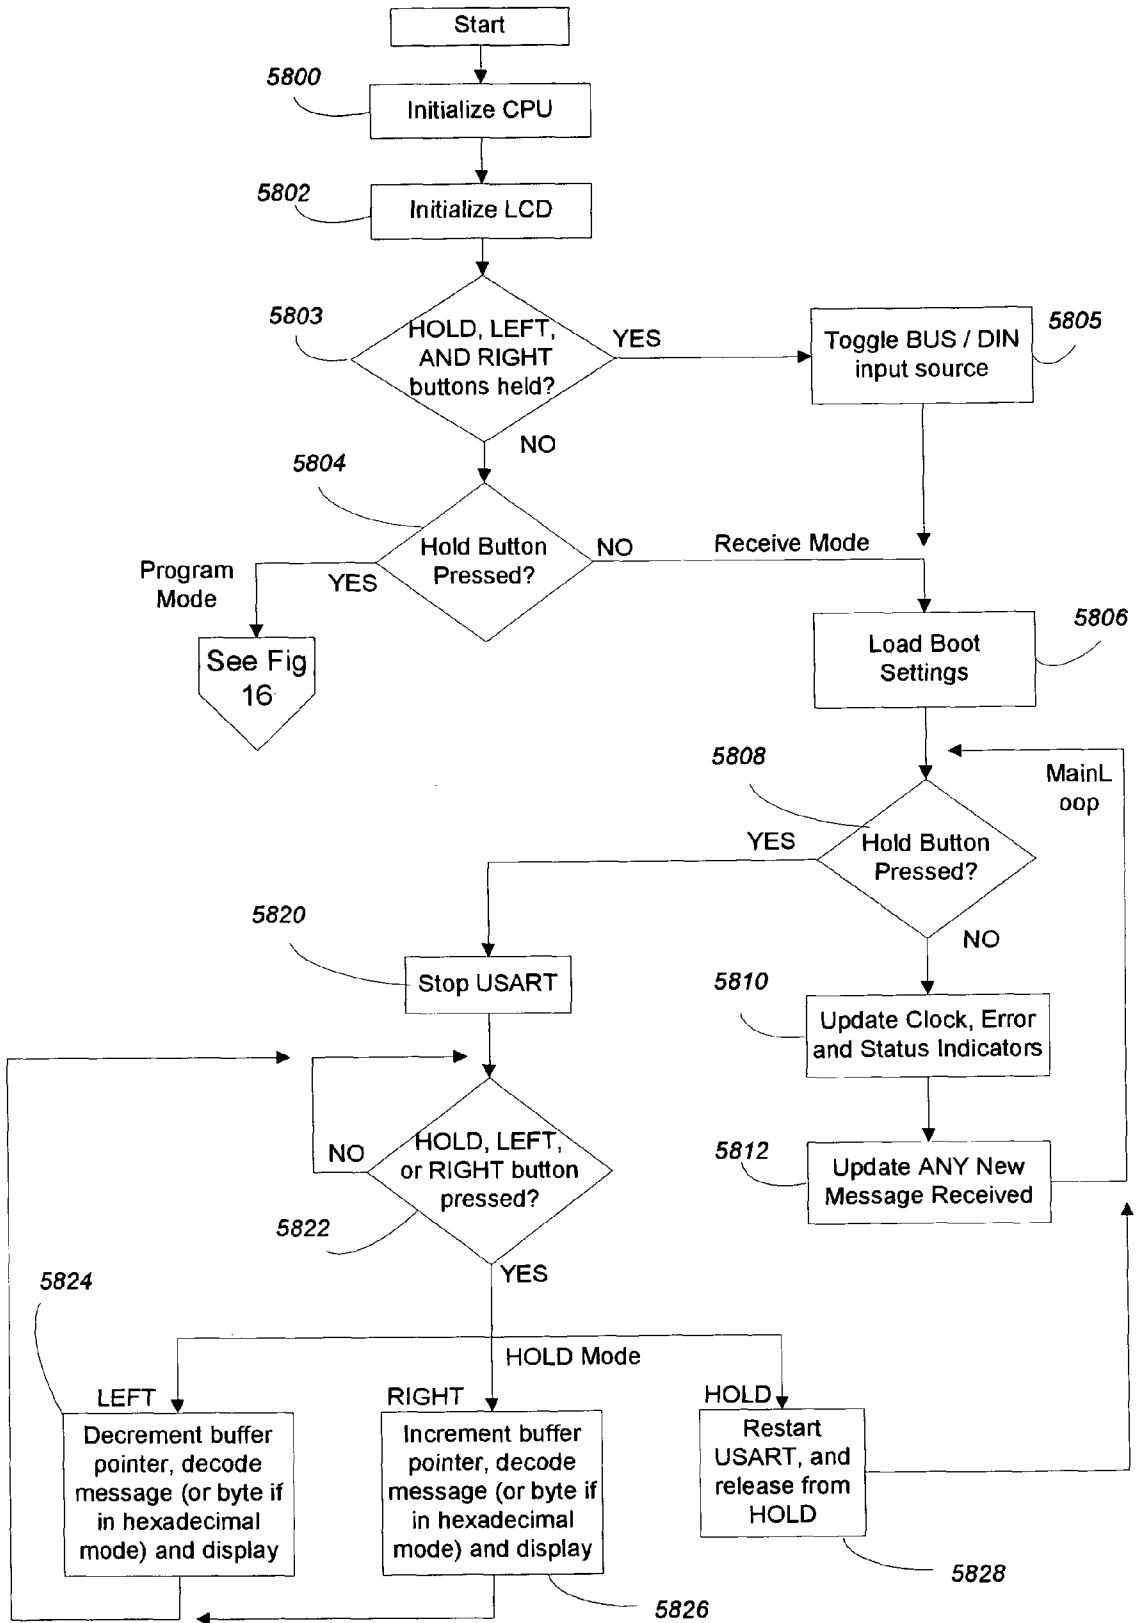 Start
5800
Initialize CPU
5802
Initialize LCD
5803
HOLD, LEFT,
AND RIGHT
buttons held?
YES
Toggle BUS / DIN
input source
5805
NO
5804
Hold Button
Pressed?
NO
Receive Mode
YES
Program
Mode
See Fig
16
5806
Load Boot
Settings
5808
MainL
oop
Hold Button
Pressed?
YES
NO
5820
Stop USART
5810
Update Clock, Error
and Status Indicators
5812
Update ANY New
Message Received
HOLD, LEFT,
or RIGHT button
pressed?
NO
5822
YES
5824
HOLD Mode
LEFT
RIGHT
HOLD
Decrement buffer
pointer, decode
message (or byte if
in hexadecimal
mode) and display
Increment buffer
pointer, decode
message (or byte if
in hexadecimal
mode) and display
Restart
USART, and
release from
HOLD
5828
5826